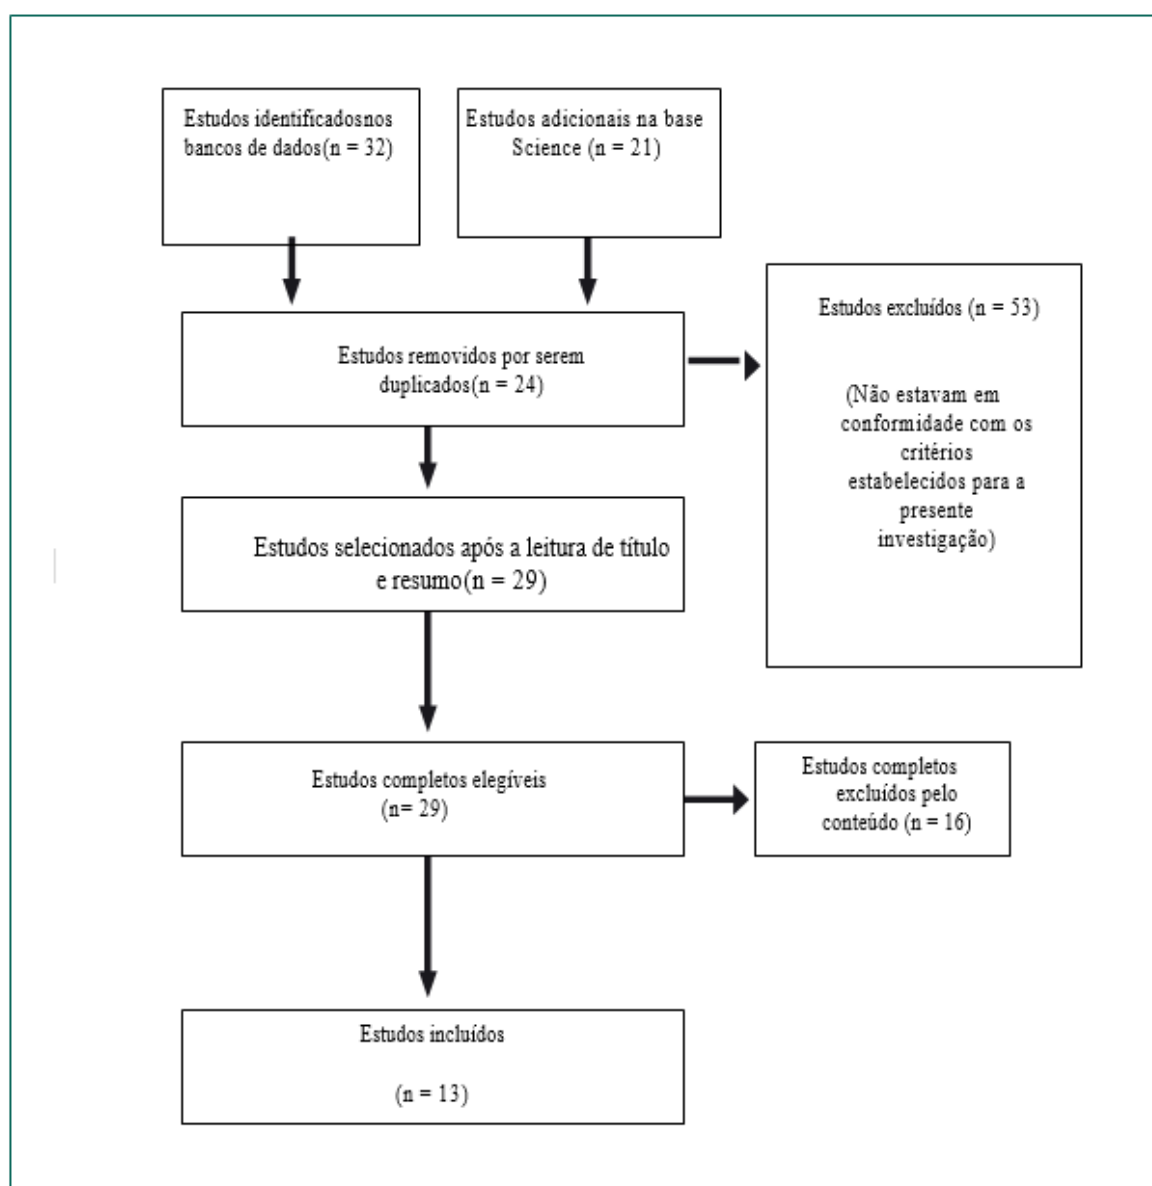 Estudos identificadosnos
bancos de dados(n = 32)
Estudos adicionais na base
Science (n = 21)
Estudos removidos por serem
duplicados(n = 24)
Estudos excluídos (n = 53)
(Não estavam em
conformidade com os
critérios
estabelecidos para a
presente
investigação)
Estudos selecionados após a leitura de título
e resumo(n = 29)
Estudos completos elegíveis
(n= 29)
Estudos completos
excluídos pelo
conteúdo (n = 16)
Estudos incluídos
(n = 13)